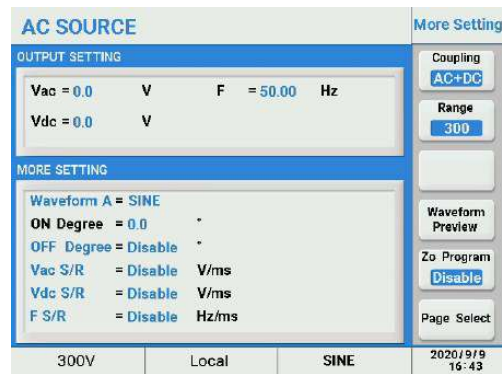 AC SOURCE
More Setting
OUTPUT SETTING
Vac = 0.0 V F = 50.00 Hz
Vdc = 0.0 V
MORE SETTING
Waveform A = SINE
ON Degree = 0.0 °
OFF Degree = Disable °
Vac S/R = Disable V/ms
Vdc S/R = Disable V/ms
F S/R = Disable Hz/ms
Coupling
AC+DC
Range
300
Waveform
Preview
Zo Program
Disable
Page Select
300V Local SINE
2020/9/9
16:43